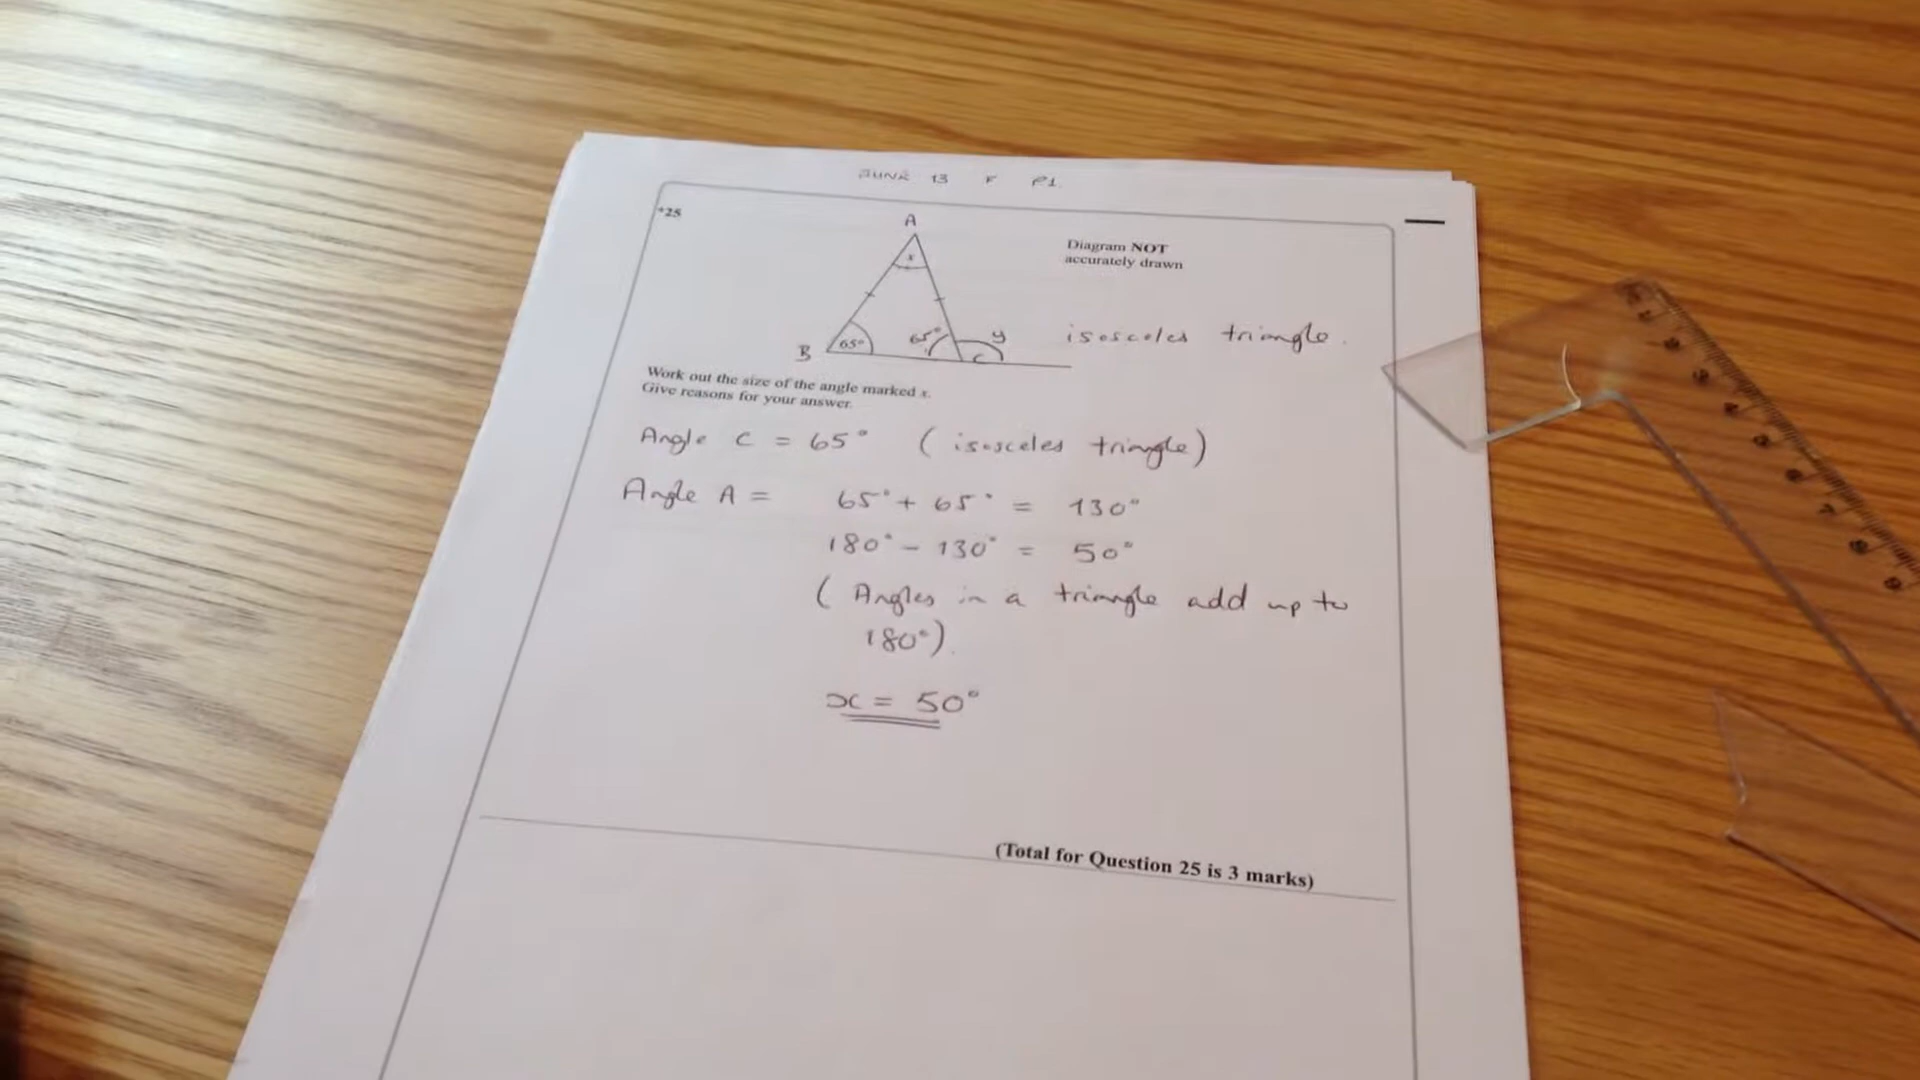 JUNE 13 F P1.
*25
A
Diagram NOT
accurately drawn
x
65°
65°
y
isosceles triangle.
B
C
Work out the size of the angle marked x.
Give reasons for your answer.
Angle C = 65° (isosceles triangle)
Angle A = 65° + 65° = 130°
180° - 130° = 50°
(Angles in a triangle add up to
180°).
x = 50°
(Total for Question 25 is 3 marks)